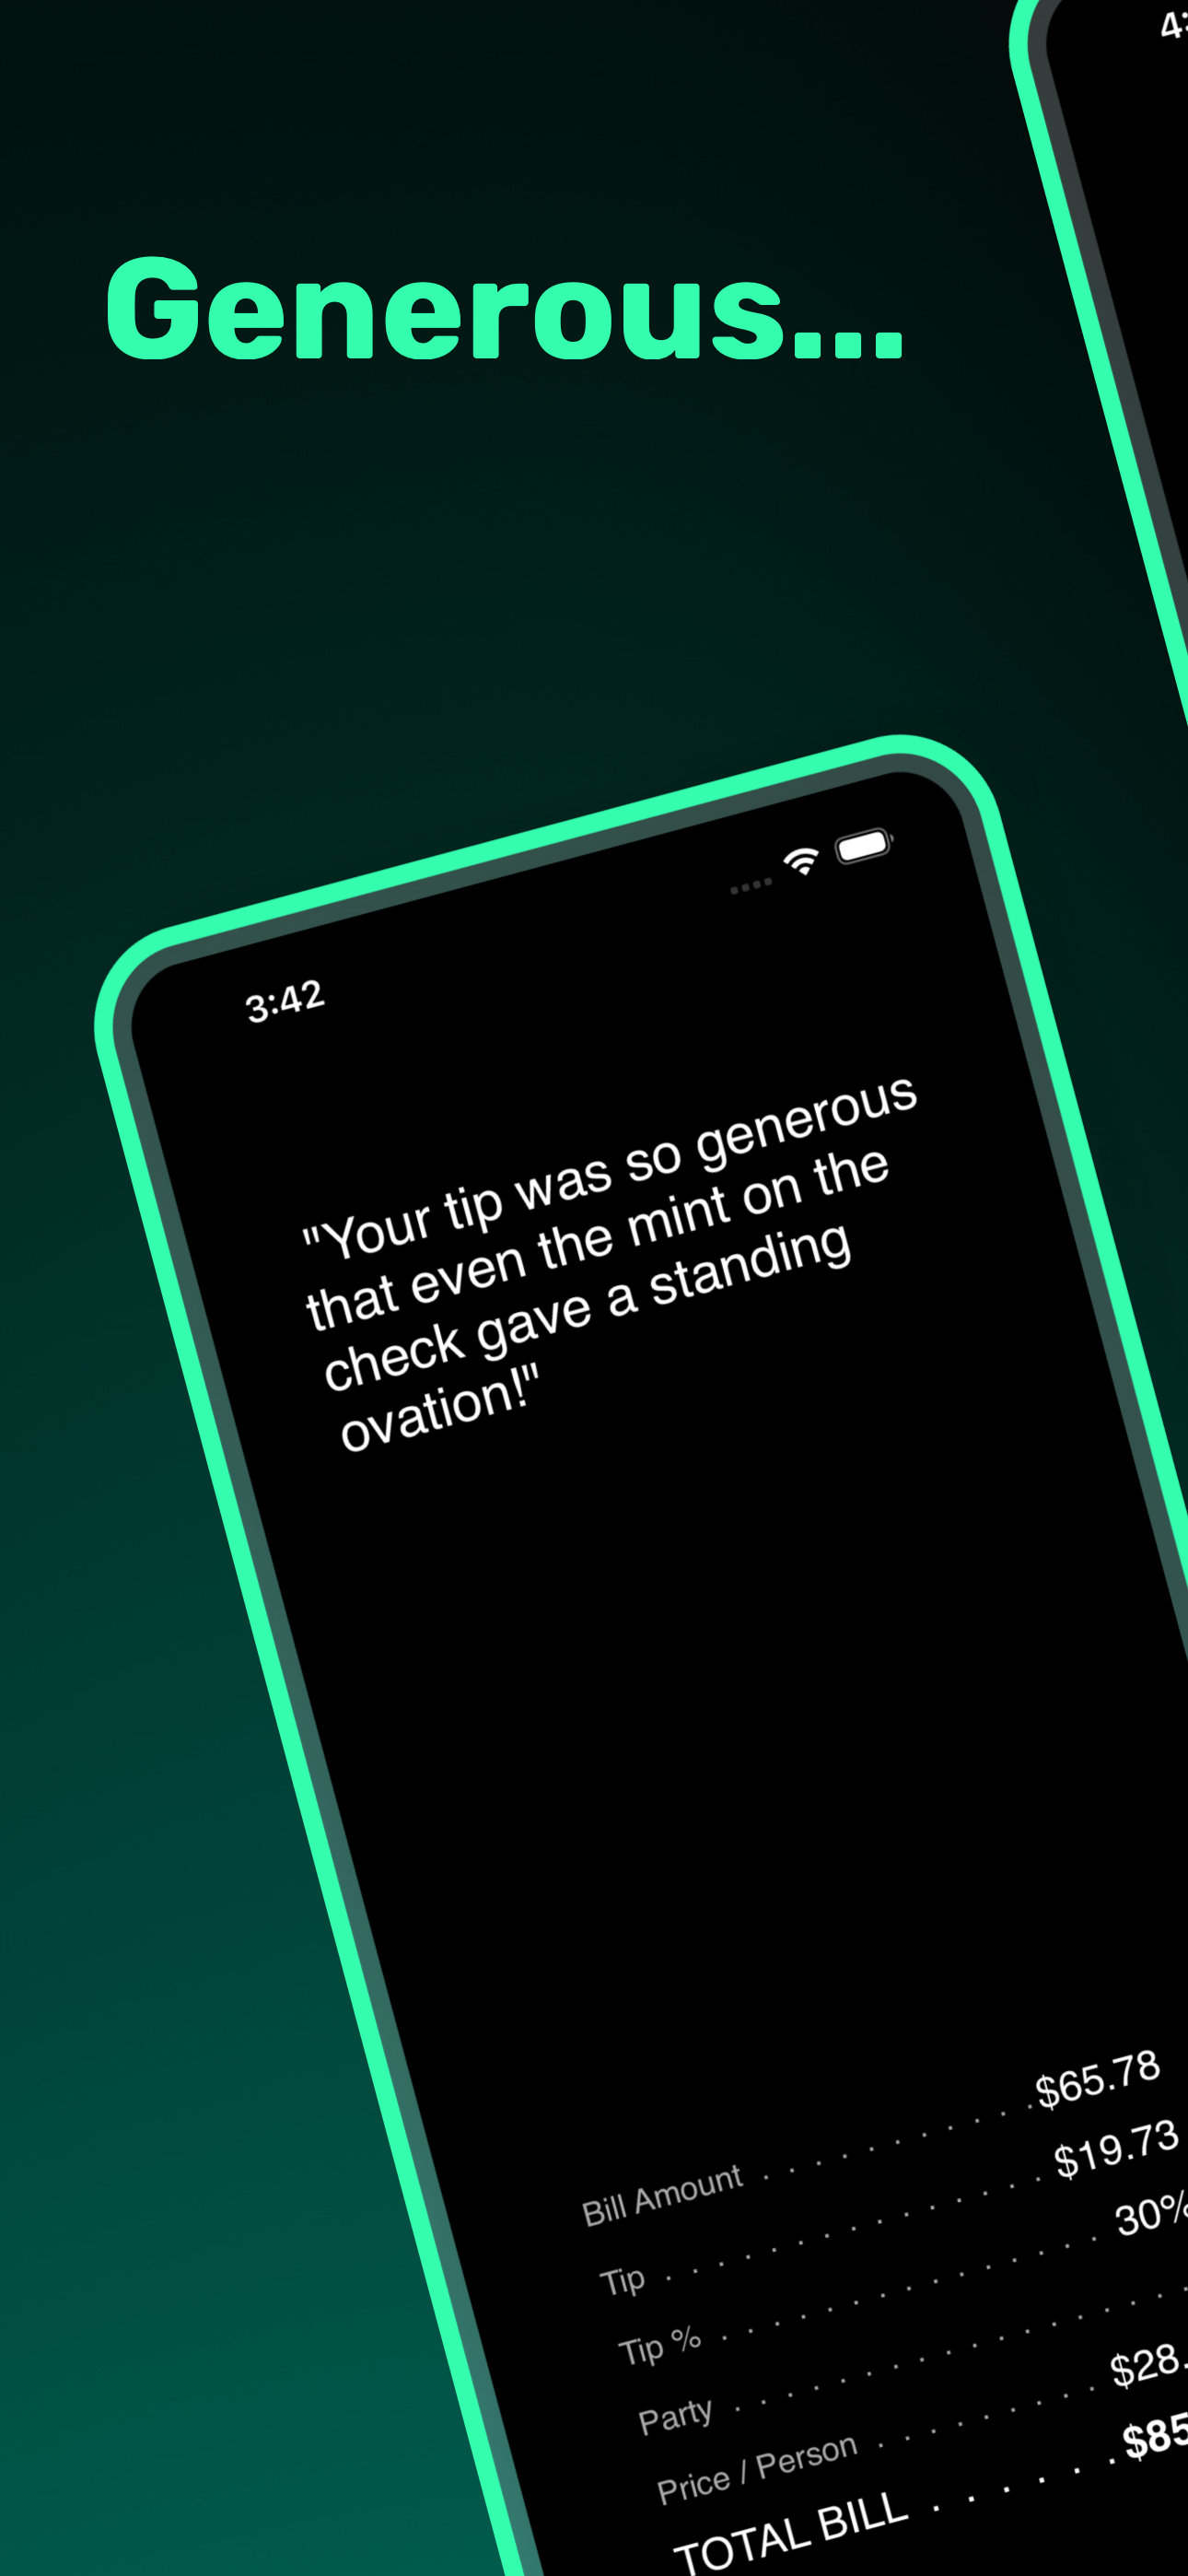 Generous...
3:42
"Your tip was so generous
that even the mint on the
check gave a standing
ovation!"
Bill Amount . . . . . . . . . . . $65.78
Tip . . . . . . . . . . . . . . . $19.73
Tip % . . . . . . . . . . . . . . . 30%
Party . . . . . . . . . . . . . . . . .
Price / Person . . . . . . . . . $28.
TOTAL BILL . . . . . . . $85